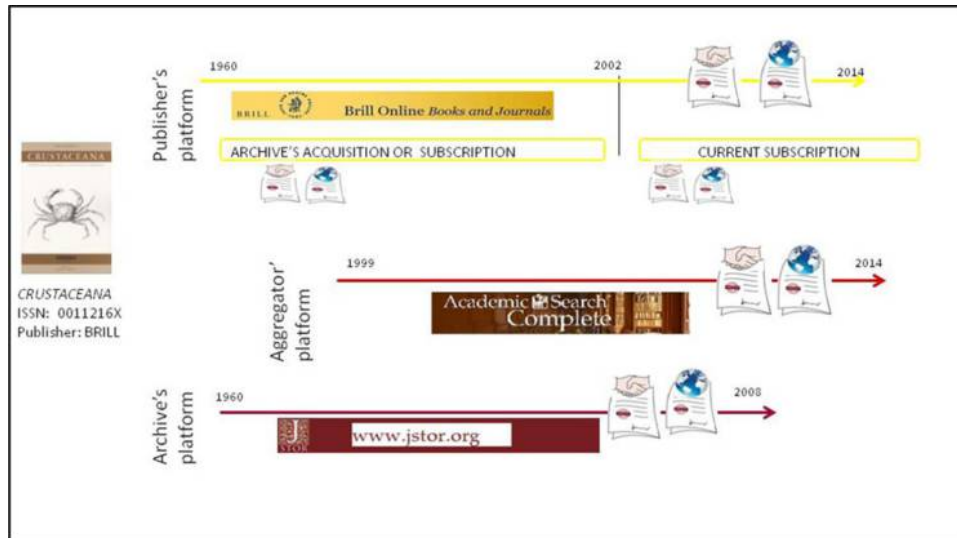 Publisher's
platform
1960
2002
2014
BRILL
Brill Online Books and Journals
ARCHIVE'S ACQUISITION OR SUBSCRIPTION
CURRENT SUBSCRIPTION
CRUSTACEANA
CRUSTACEANA
ISSN: 0011216X
Publisher: BRILL
Aggregator'
platform
1999
2014
Academic Search
Complete
Archive's
platform
1960
2008
JSTOR
www.jstor.org